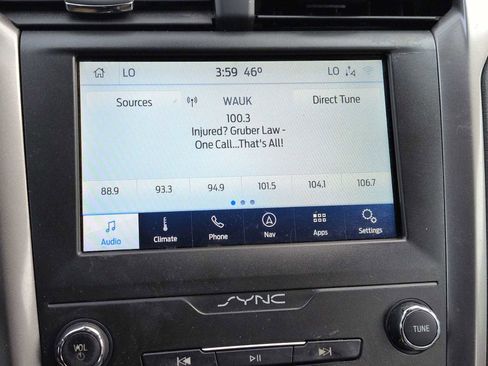 LO 3:59 46° LO
Sources WAUK Direct Tune
100.3
Injured? Gruber Law -
One Call...That's All!
88.9 93.3 94.9 101.5 104.1 106.7
Audio Climate Phone Nav Apps Settings
SYNC
VOL TUNE